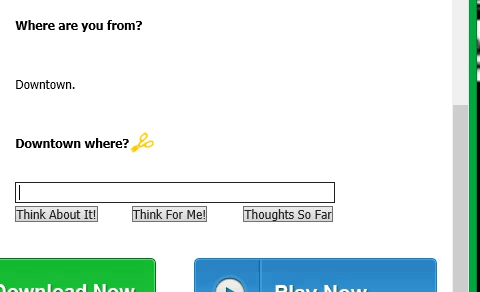 Where are you from?
Downtown.
Downtown where?
Think About It! Think For Me! Thoughts So Far
Download Now Play Now